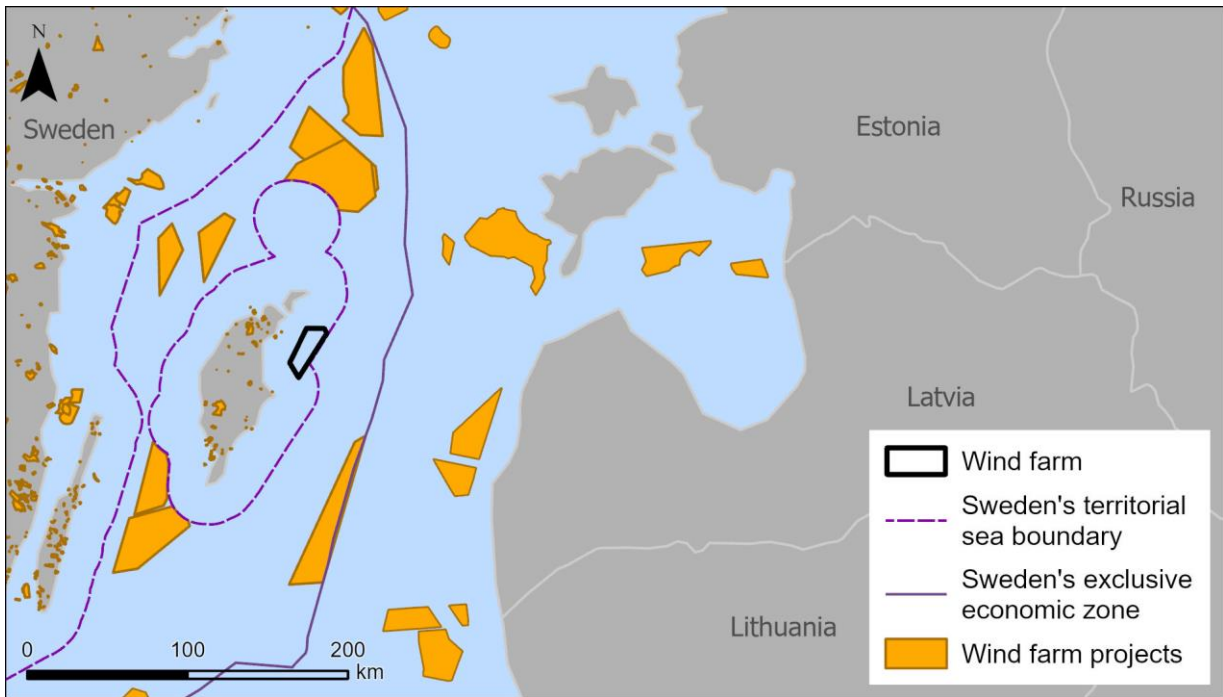 N
Sweden
Estonia
Russia
Latvia
Lithuania
Wind farm
Sweden's territorial
sea boundary
Sweden's exclusive
economic zone
Wind farm projects
0 100 200
km